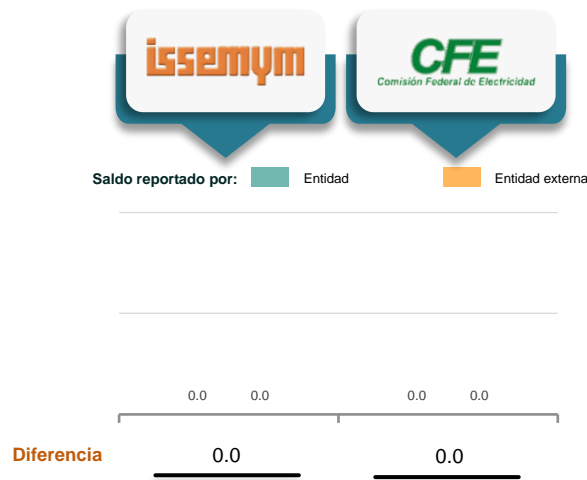 issemym
CFE
Comisión Federal de Electricidad
Saldo reportado por: Entidad Entidad externa
0.0 0.0 0.0 0.0
Diferencia 0.0 0.0